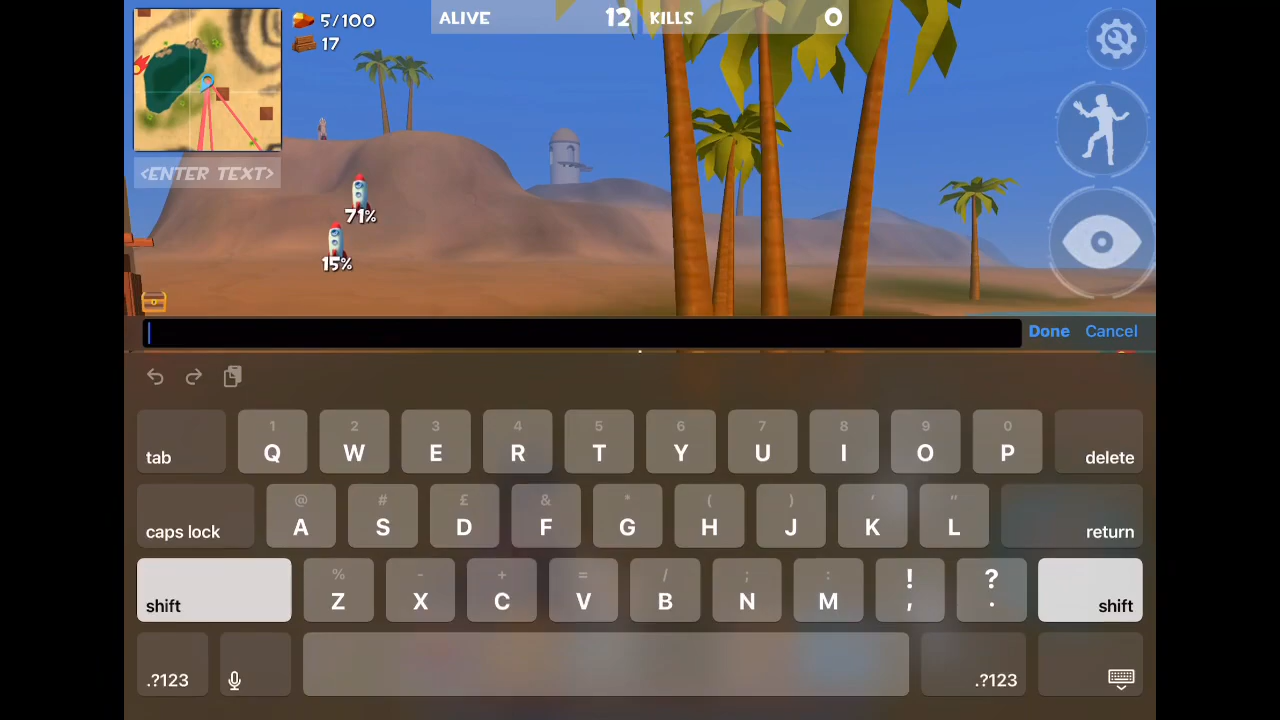 5/100
17
ALIVE 12 KILLS 0
<ENTER TEXT>
71%
15%
Done Cancel
1 2 3 4 5 6 7 8 9 0
tab Q W E R T Y U I O P delete
@ # £ & * ( ) ' "
caps lock A S D F G H J K L return
% - + = / ; : ! ?
shift Z X C V B N M , . shift
.?123 .?123